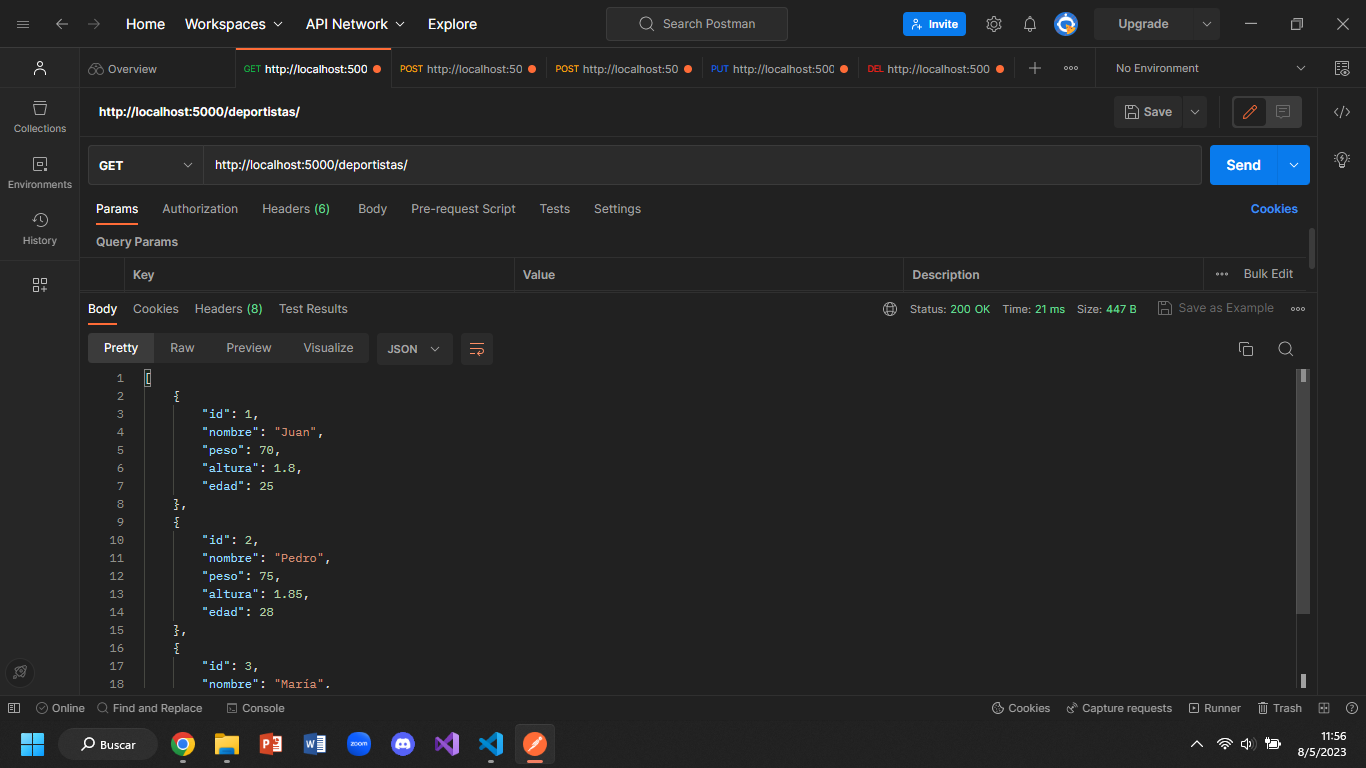 Home Workspaces API Network Explore Search Postman Invite Upgrade
Overview GET http://localhost:500 POST http://localhost:50 POST http://localhost:50 PUT http://localhost:500 DEL http://localhost:500 No Environment
http://localhost:5000/deportistas/ Save
Collections
GET http://localhost:5000/deportistas/ Send
Environments
Params Authorization Headers (6) Body Pre-request Script Tests Settings Cookies
History
Query Params
Key Value Description Bulk Edit
Body Cookies Headers (8) Test Results Status: 200 OK Time: 21 ms Size: 447 B Save as Example
Pretty Raw Preview Visualize JSON
1 [
2 {
3 "id": 1,
4 "nombre": "Juan",
5 "peso": 70,
6 "altura": 1.8,
7 "edad": 25
8 },
9 {
10 "id": 2,
11 "nombre": "Pedro",
12 "peso": 75,
13 "altura": 1.85,
14 "edad": 28
15 },
16 {
17 "id": 3,
18 "nombre": "María",
Online Find and Replace Console Cookies Capture requests Runner Trash
Buscar zoom 11:56
8/5/2023